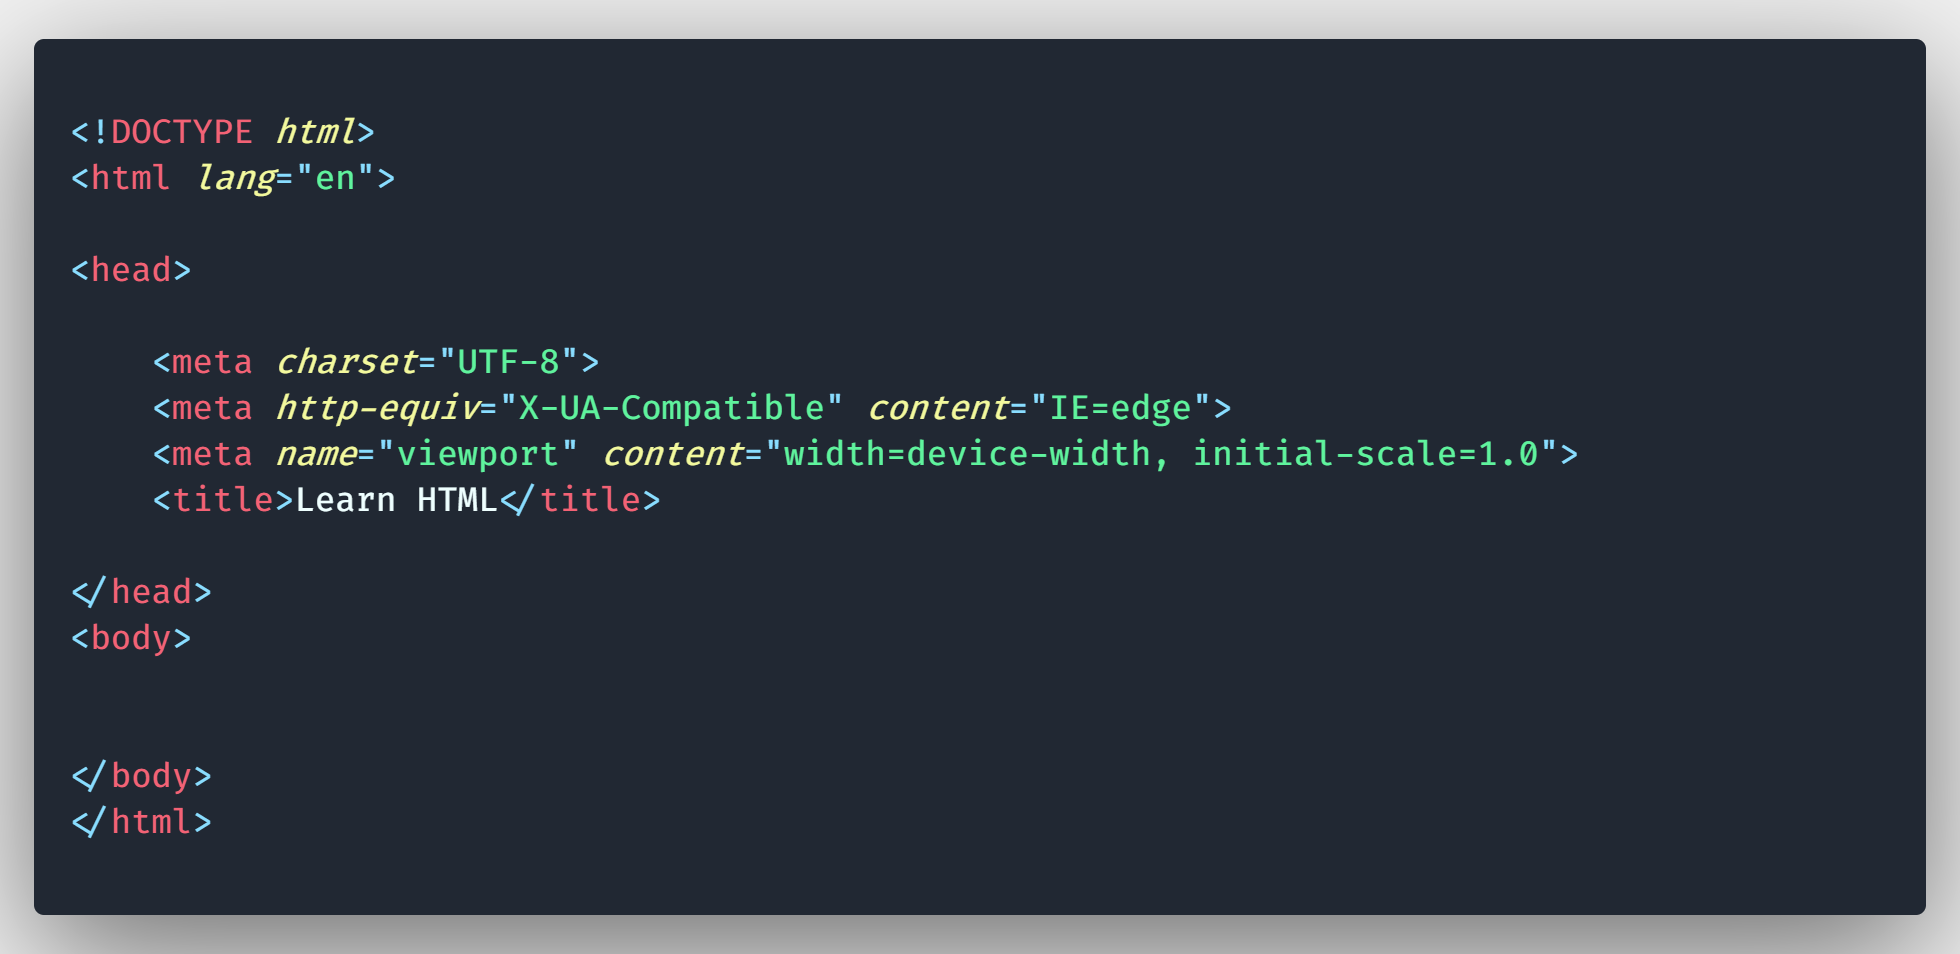 <!DOCTYPE html>
<html lang="en">
<head>
<meta charset="UTF-8">
<meta http-equiv="X-UA-Compatible" content="IE=edge">
<meta name="viewport" content="width=device-width, initial-scale=1.0">
<title>Learn HTML</title>
</head>
<body>
</body>
</html>